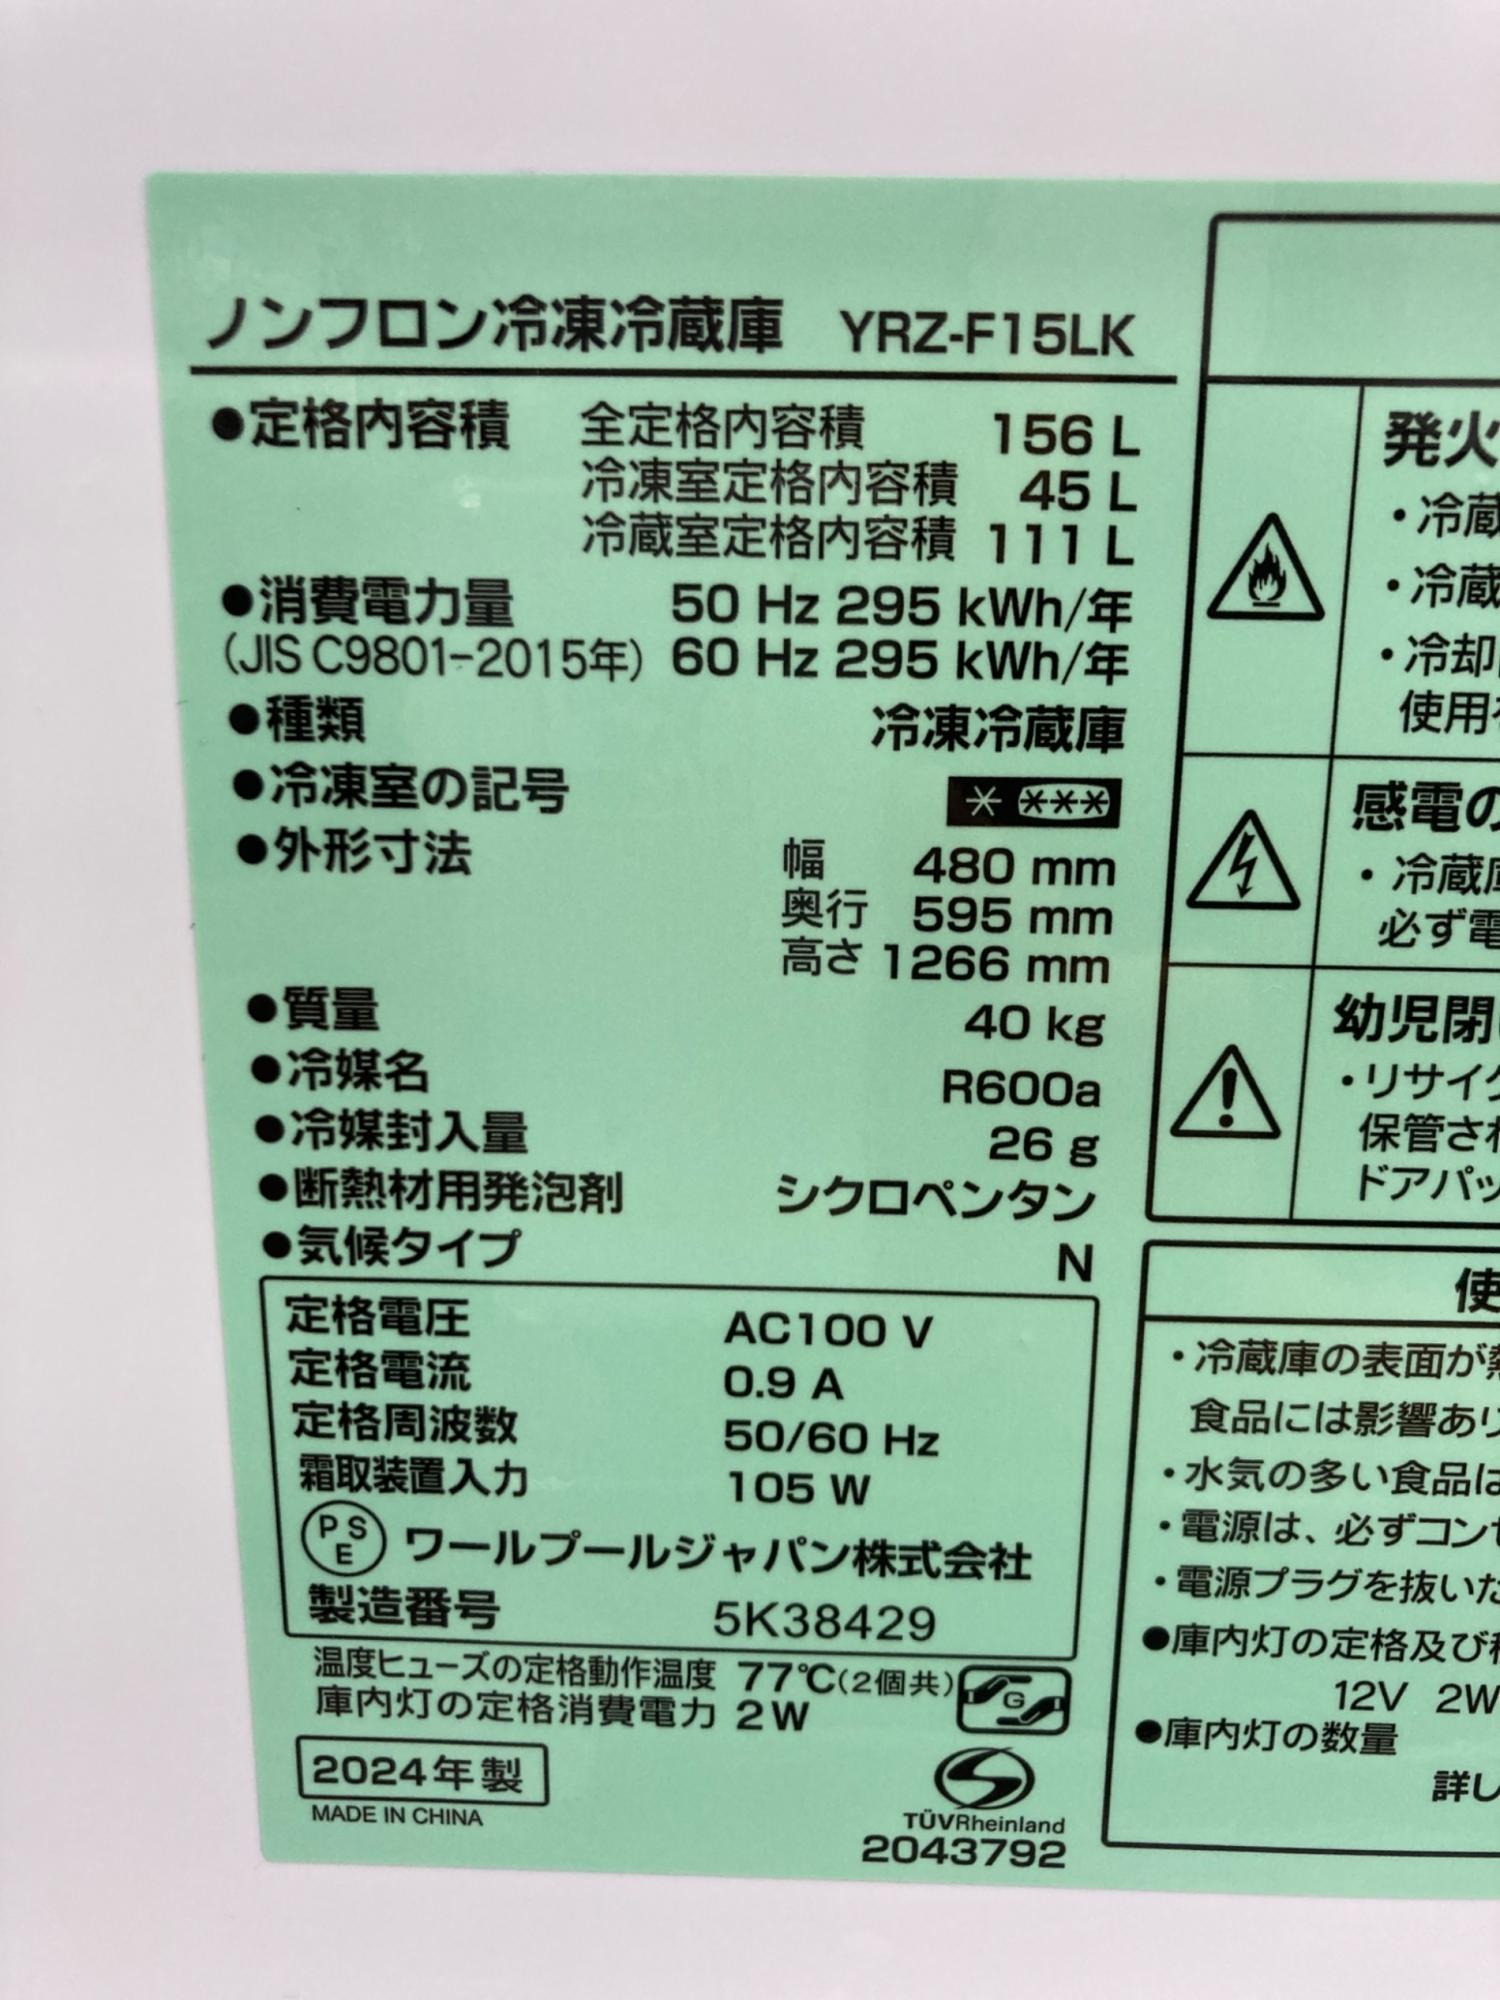 ノンフロン冷凍冷蔵庫 YRZ-F15LK
●定格内容積 全定格内容積 156 L
冷凍室定格内容積 45 L
冷蔵室定格内容積 111 L
●消費電力量 50 Hz 295 kWh/年
(JIS C9801-2015年) 60 Hz 295 kWh/年
●種類 冷凍冷蔵庫
●冷凍室の記号
●外形寸法 幅 480 mm
奥行 595 mm
高さ 1266 mm
●質量 40 kg
●冷媒名 R600a
●冷媒封入量 26 g
●断熱材用発泡剤 シクロペンタン
●気候タイプ N
定格電圧 AC100 V
定格電流 0.9 A
定格周波数 50/60 Hz
霜取装置入力 105 W
PSE ワールプールジャパン株式会社
製造番号 5K38429
温度ヒューズの定格動作温度 77℃(2個共)
G
庫内灯の定格消費電力 2W
2024年製
MADE IN CHINA
TÜVRheinland
2043792
発火
・冷蔵
・冷蔵
・冷却
使用
感電の
・冷蔵庫
必ず電
幼児閉
・リサイク
保管され
ドアパッ
使
・冷蔵庫の表面が熱
食品には影響あり
・水気の多い食品は
・電源は、必ずコンセ
・電源プラグを抜いた
●庫内灯の定格及び種
12V 2W
●庫内灯の数量
詳し